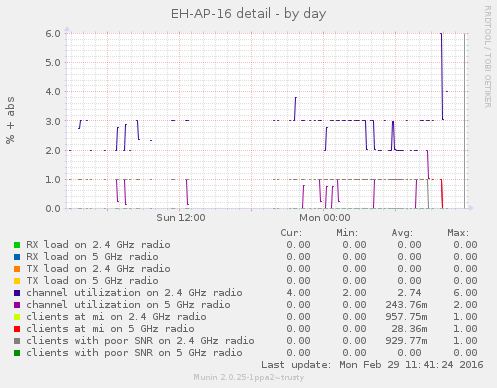 EH-AP-16 detail - by day
RRDTOOL / TOBI OETIKER
% + abs
6.0
5.0
4.0
3.0
2.0
1.0
0.0
Sun 12:00 Mon 00:00
Cur: Min: Avg: Max:
RX load on 2.4 GHz radio 0.00 0.00 0.00 0.00
RX load on 5 GHz radio 0.00 0.00 0.00 0.00
TX load on 2.4 GHz radio 0.00 0.00 0.00 0.00
TX load on 5 GHz radio 0.00 0.00 0.00 0.00
channel utilization on 2.4 GHz radio 4.00 2.00 2.74 6.00
channel utilization on 5 GHz radio 0.00 0.00 243.76m 2.00
clients at mi on 2.4 GHz radio 0.00 0.00 957.75m 1.00
clients at mi on 5 GHz radio 0.00 0.00 28.36m 1.00
clients with poor SNR on 2.4 GHz radio 0.00 0.00 929.77m 1.00
clients with poor SNR on 5 GHz radio 0.00 0.00 0.00 0.00
Last update: Mon Feb 29 11:41:24 2016
Munin 2.0.25-1ppa2~trusty